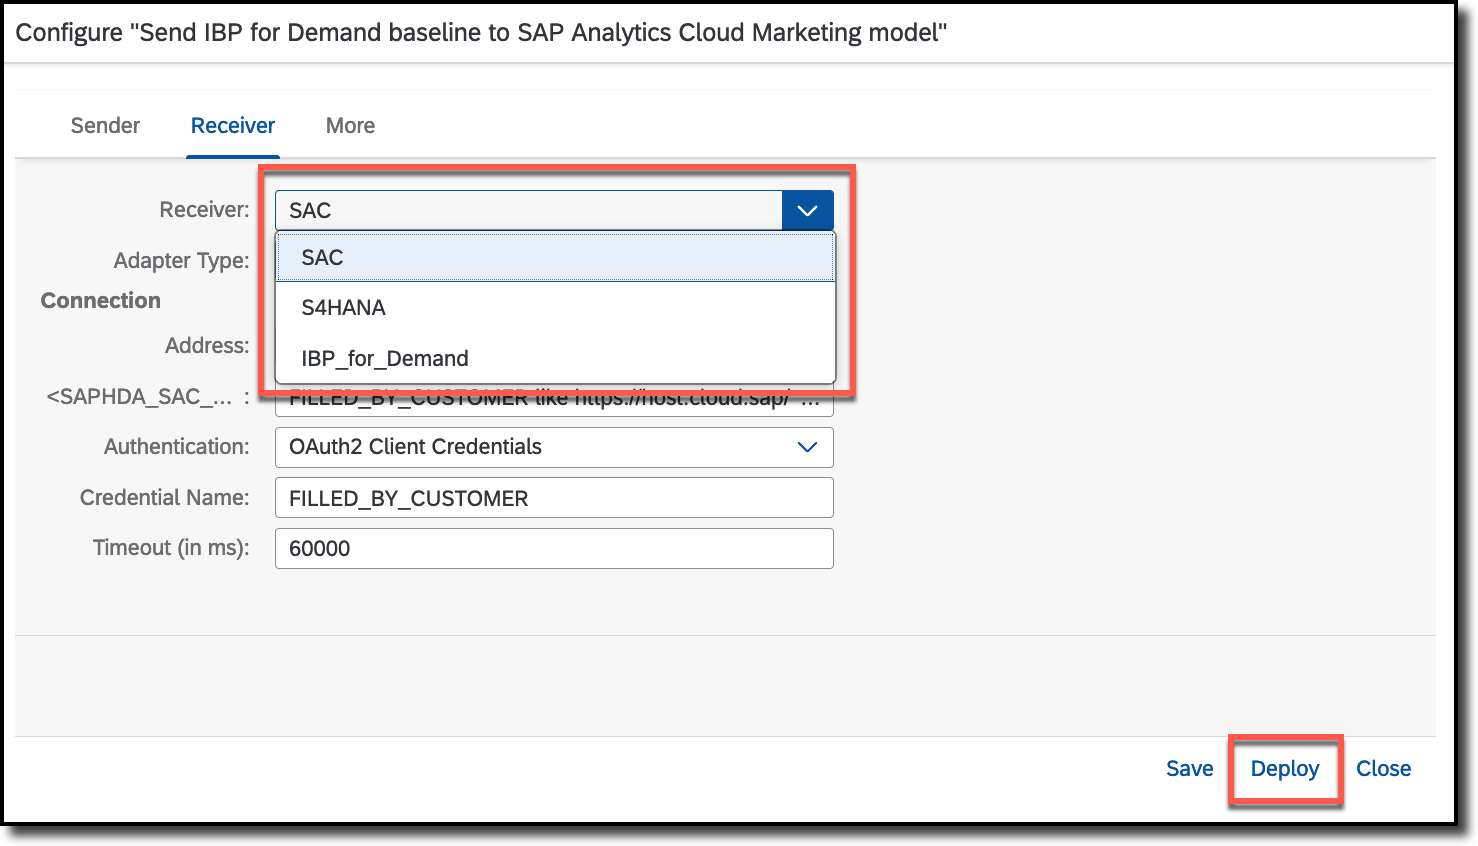 Configure "Send IBP for Demand baseline to SAP Analytics Cloud Marketing model"
Sender Receiver More
Receiver: SAC
SAC
Adapter Type:
Connection
S4HANA
Address:
IBP_for_Demand
<SAPHDA_SAC_... : FILLED_BY_CUSTOMER like https://host.cloud.sap/ ...
Authentication: OAuth2 Client Credentials
Credential Name: FILLED_BY_CUSTOMER
Timeout (in ms): 60000
Save Deploy Close